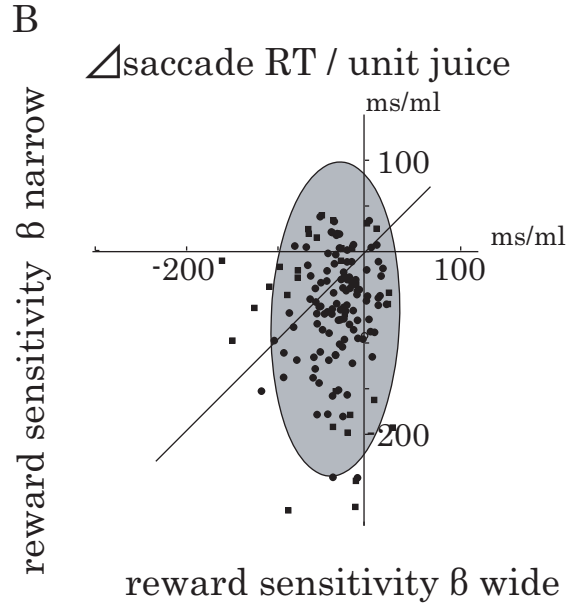 B
⊿saccade RT / unit juice
ms/ml
reward sensitivity β narrow
100
ms/ml
-200
100
-200
reward sensitivity β wide